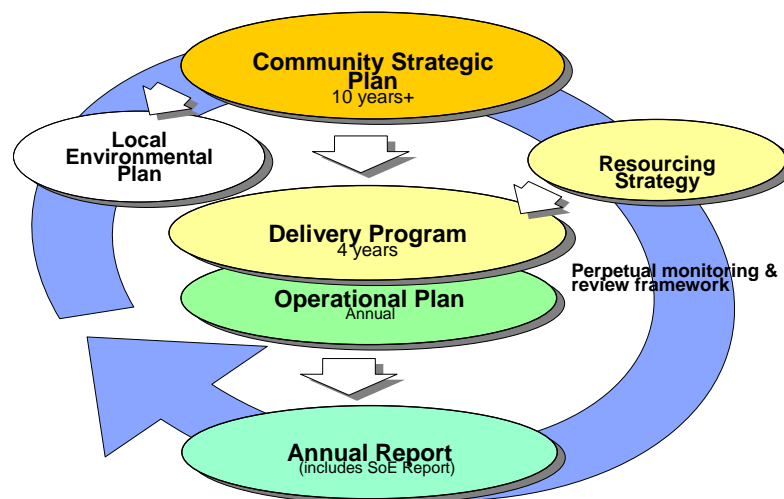 Community Strategic
Plan
10 years+
Local
Environmental
Plan
Resourcing
Strategy
Delivery Program
4 years
Perpetual monitoring &
review framework
Operational Plan
Annual
Annual Report
(includes SoE Report)